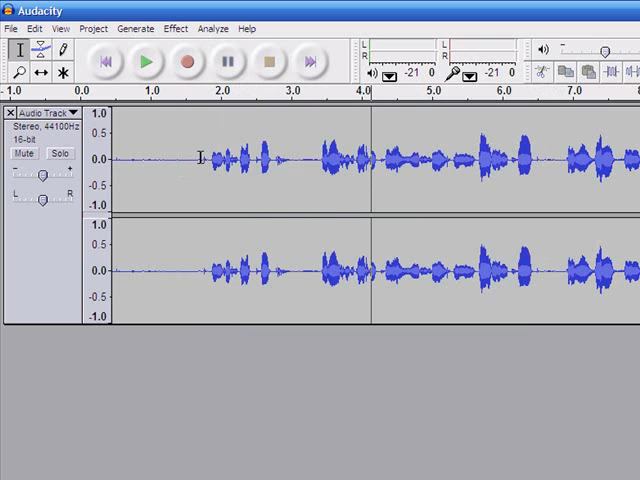 Audacity
File Edit View Project Generate Effect Analyze Help
L
R
-21 0
L
R
-21 0
- 1.0 0 1.0 2.0 3.0 4.0 5.0 6.0 7.0 8
Audio Track
Stereo, 44100Hz
16-bit
Mute Solo
- +
L R
1.0
0.5
0.0
-0.5
-1.0
1.0
0.5
0.0
-0.5
-1.0